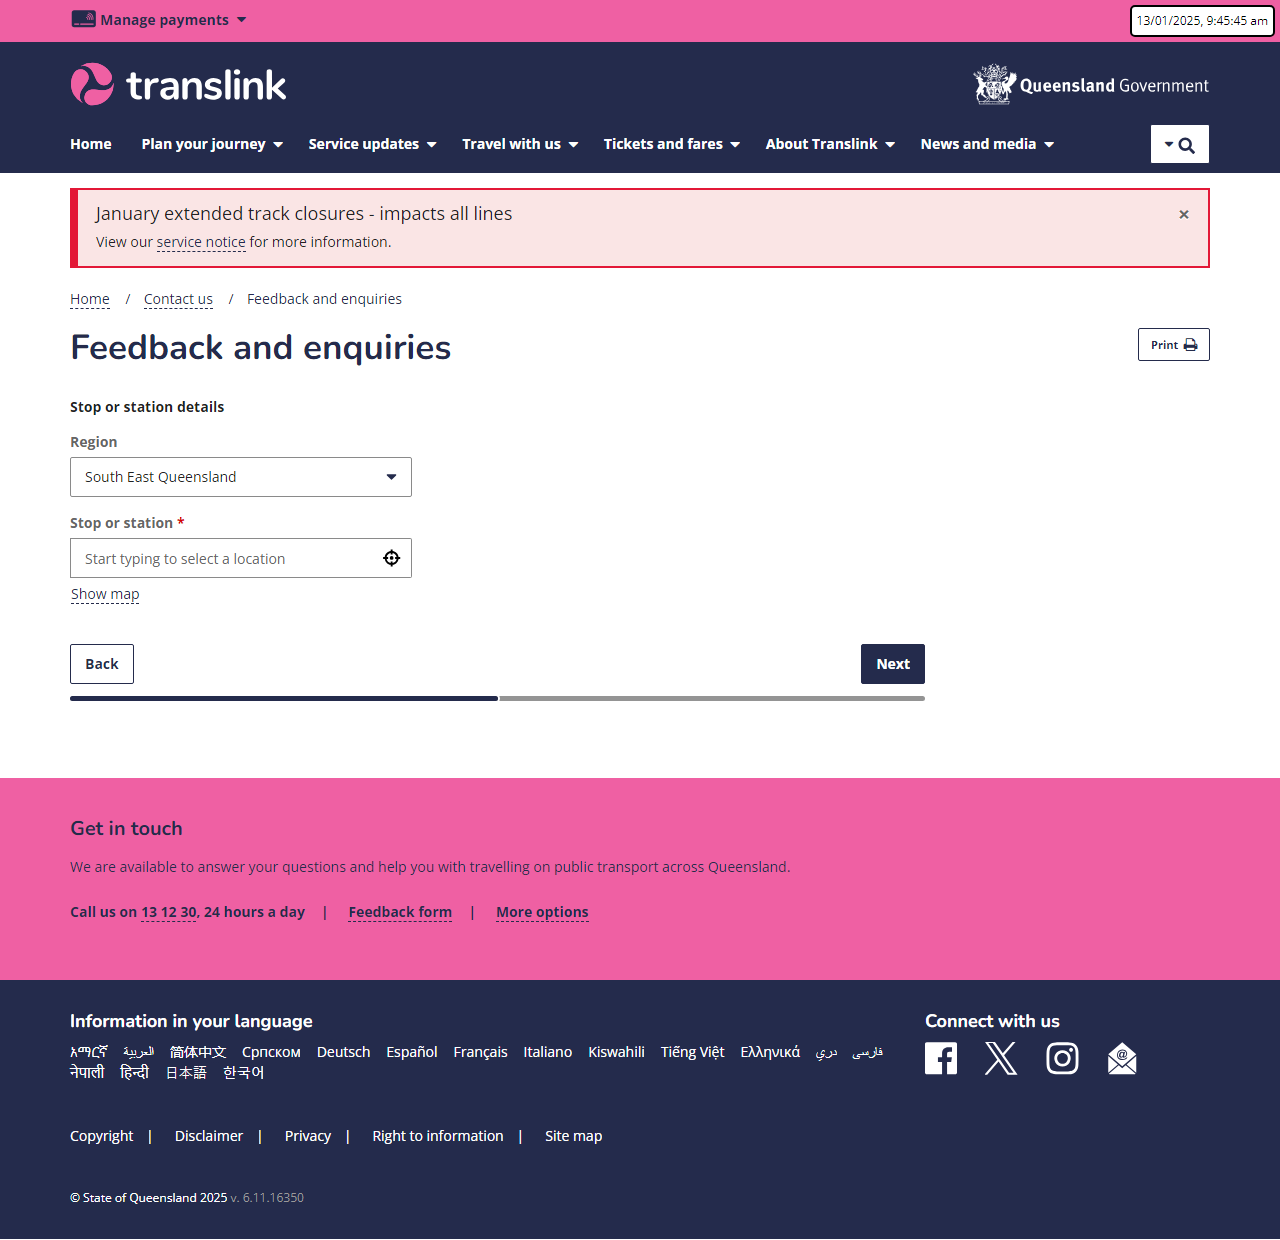 Manage payments
13/01/2025, 9:45:45 am
translink
Queensland Government
Home Plan your journey Service updates Travel with us Tickets and fares About Translink News and media
January extended track closures - impacts all lines
×
View our service notice for more information.
Home / Contact us / Feedback and enquiries
Feedback and enquiries
Print
Stop or station details
Region
South East Queensland
Stop or station *
Start typing to select a location
Show map
Back
Next
Get in touch
We are available to answer your questions and help you with travelling on public transport across Queensland.
Call us on 13 12 30, 24 hours a day | Feedback form | More options
Information in your language
Connect with us
አማርኛ العربية 简体中文 Српском Deutsch Español Français Italiano Kiswahili Tiếng Việt Ελληνικά دري فارسی
नेपाली हिन्दी 日本語 한국어
Copyright | Disclaimer | Privacy | Right to information | Site map
© State of Queensland 2025 v. 6.11.16350